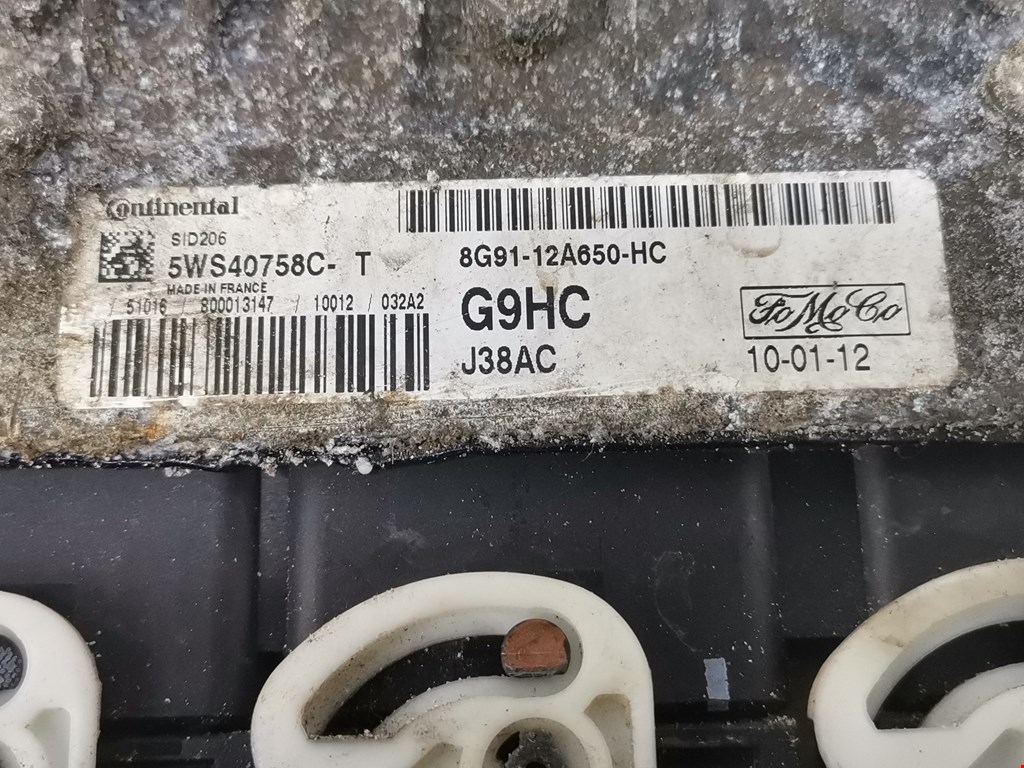 Continental
SID206
5WS40758C- T
MADE IN FRANCE
/ 51016 / 800013147 / 10012 / 032A2
8G91-12A650-HC
G9HC
J38AC
FoMoCo
10-01-12